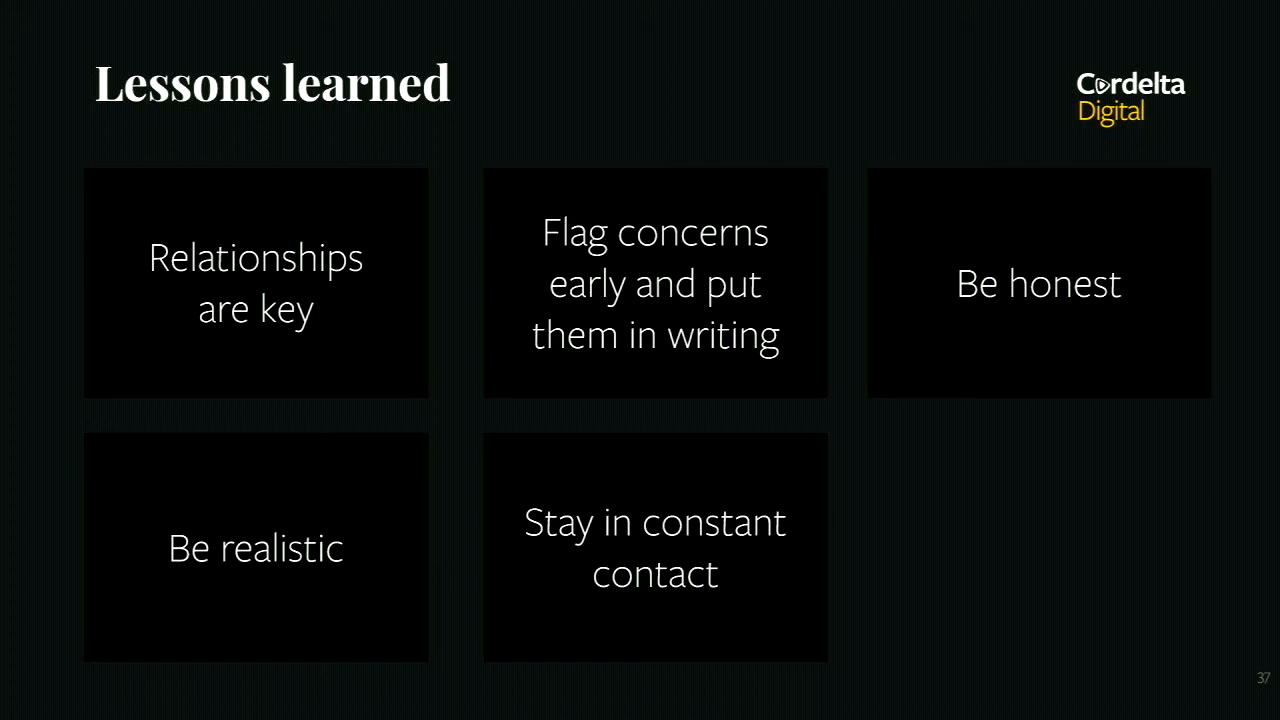 Lessons learned
Cordelta
Digital
Relationships
are key
Flag concerns
early and put
them in writing
Be honest
Be realistic
Stay in constant
contact
37